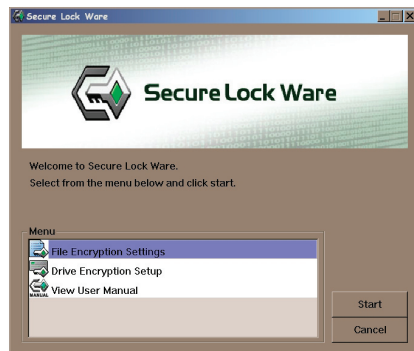 Secure Lock Ware
Secure Lock Ware
Welcome to Secure Lock Ware.
Select from the menu below and click start.
Menu
File Encryption Settings
Drive Encryption Setup
MANUAL
View User Manual
Start
Cancel